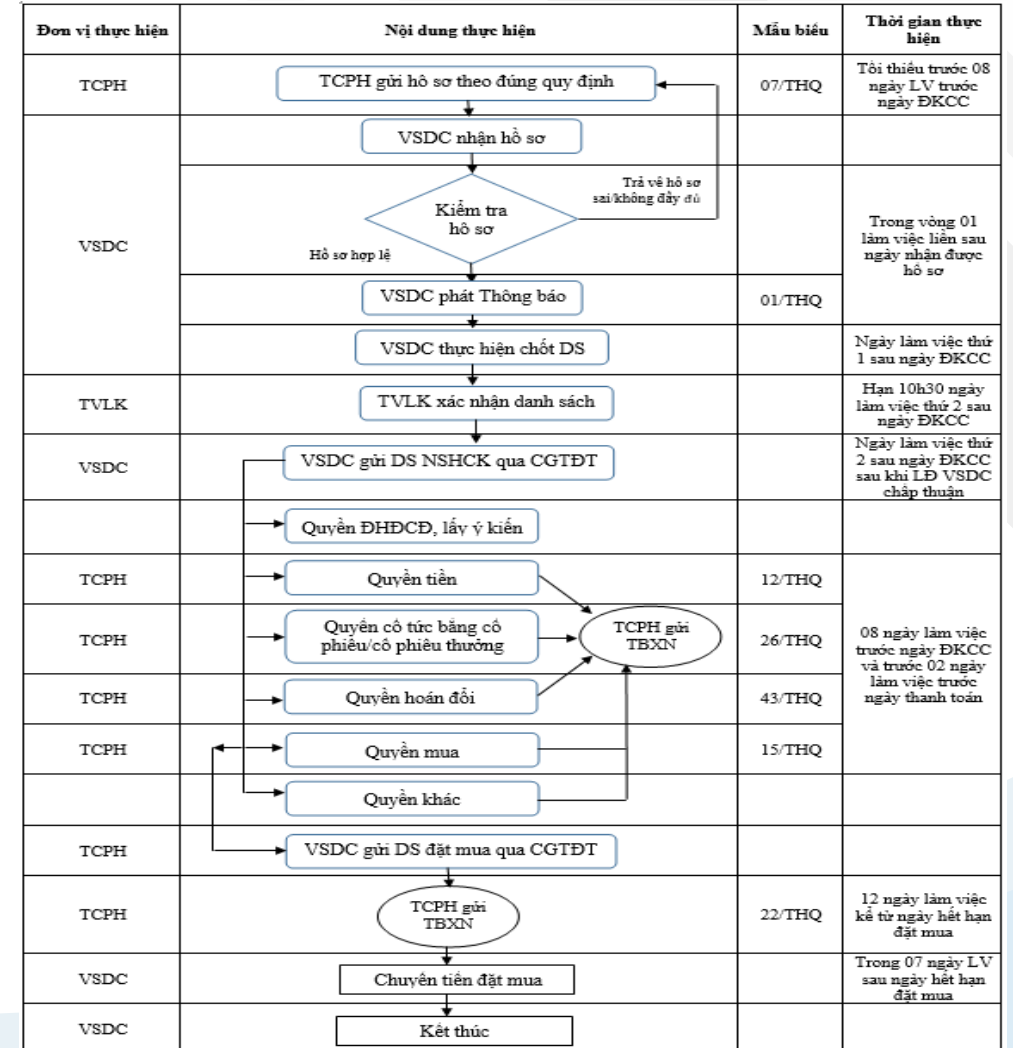 Đơn vị thực hiện
Nội dung thực hiện
Mẫu biểu
Thời gian thực
hiện
TCPH
TCPH gửi hồ sơ theo đúng quy định
07/THQ
Tối thiểu trước 08
ngày LV trước
ngày ĐKCC
VSDC nhận hồ sơ
VSDC
Kiểm tra
hồ sơ
Trả về hồ sơ
sai/không đầy đủ
Hồ sơ hợp lệ
Trong vòng 01
làm việc liền sau
ngày nhận được
hồ sơ
VSDC phát Thông báo
01/THQ
VSDC thực hiện chốt DS
Ngày làm việc thứ
1 sau ngày ĐKCC
TVLK
TVLK xác nhận danh sách
Hạn 10h30 ngày
làm việc thứ 2 sau
ngày ĐKCC
VSDC
VSDC gửi DS NSHCK qua CGTĐT
Ngày làm việc thứ
2 sau ngày ĐKCC
sau khi LĐ VSDC
chấp thuận
Quyền ĐHĐCĐ, lấy ý kiến
TCPH
Quyền tiền
12/THQ
TCPH
Quyền cổ tức bằng cổ
phiếu/cổ phiếu thưởng
TCPH gửi
TBXN
26/THQ
08 ngày làm việc
trước ngày ĐKCC
và trước 02 ngày
làm việc trước
ngày thanh toán
TCPH
Quyền hoán đổi
43/THQ
TCPH
Quyền mua
15/THQ
Quyền khác
TCPH
VSDC gửi DS đặt mua qua CGTĐT
TCPH
TCPH gửi
TBXN
22/THQ
12 ngày làm việc
kể từ ngày hết hạn
đặt mua
VSDC
Chuyển tiền đặt mua
Trong 07 ngày LV
sau ngày hết hạn
đặt mua
VSDC
Kết thúc